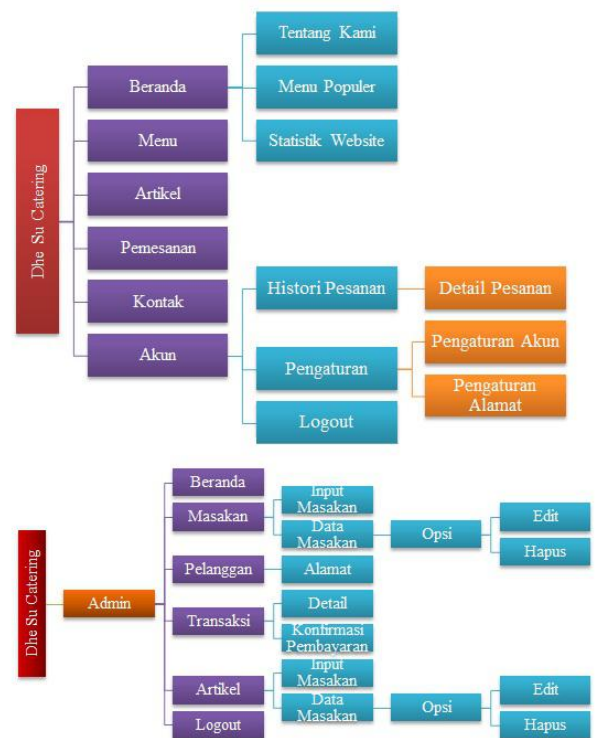 Dhe Su Catering
Beranda
Tentang Kami
Menu Populer
Statistik Website
Menu
Artikel
Pemesanan
Kontak
Akun
Histori Pesanan
Detail Pesanan
Pengaturan
Pengaturan Akun
Pengaturan
Alamat
Logout
Dhe Su Catering
Admin
Beranda
Masakan
Input
Masakan
Data
Masakan
Opsi
Edit
Hapus
Pelanggan
Alamat
Transaksi
Detail
Konfirmasi
Pembayaran
Artikel
Input
Masakan
Data
Masakan
Opsi
Edit
Hapus
Logout